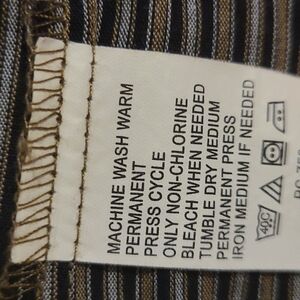 MACHINE WASH WARM
PERMANENT
PRESS CYCLE
ONLY NON-CHLORINE
BLEACH WHEN NEEDED
TUMBLE DRY MEDIUM
PERMANENT PRESS
IRON MEDIUM IF NEEDED
40C